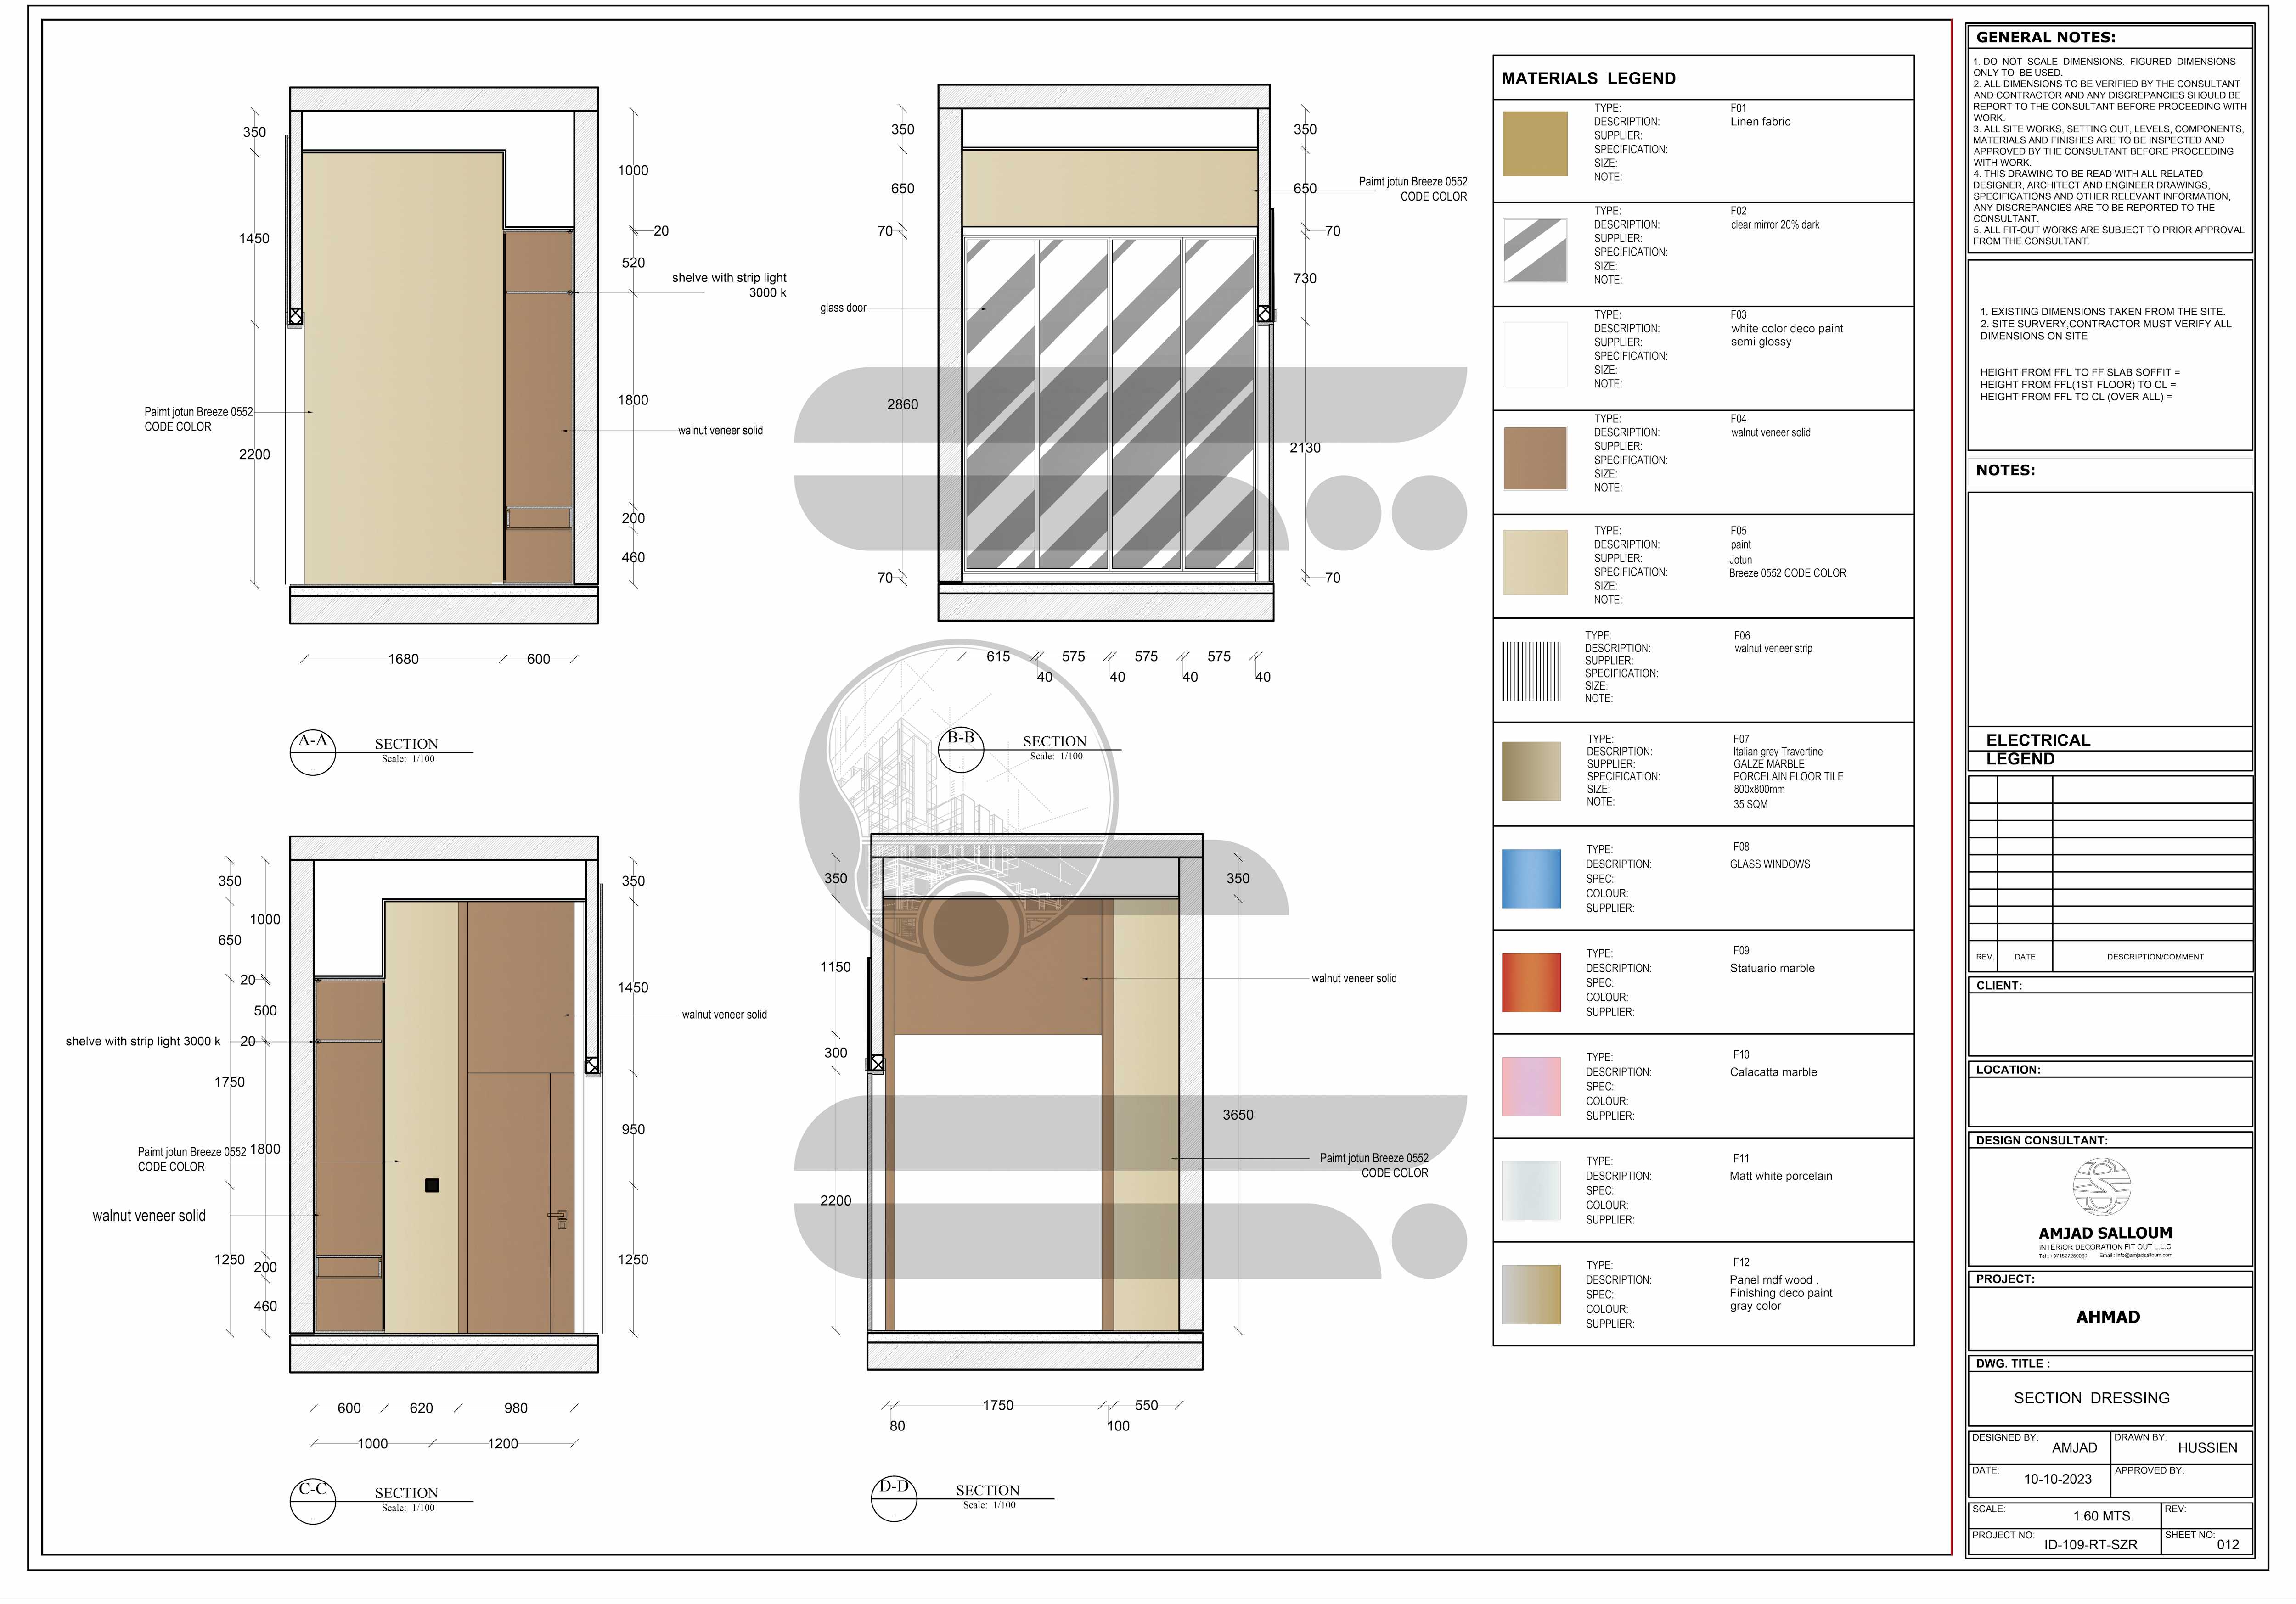 350
1450
2200
1000
20
520
1800
200
460
shelve with strip light
3000 k
walnut veneer solid
Paimt jotun Breeze 0552
CODE COLOR
1680
600
A-A
SECTION
Scale: 1/100
350
650
70
2860
70
350
650
70
730
2130
70
Paimt jotun Breeze 0552
CODE COLOR
glass door
615
575
575
575
40
40
40
40
B-B
SECTION
Scale: 1/100
350
1000
650
20
500
shelve with strip light 3000 k
20
1750
Paimt jotun Breeze 0552
1800
CODE COLOR
walnut veneer solid
1250
200
460
350
1450
walnut veneer solid
950
1250
600
620
980
1000
1200
C-C
SECTION
Scale: 1/100
350
1150
300
2200
350
3650
walnut veneer solid
Paimt jotun Breeze 0552
CODE COLOR
1750
550
80
100
D-D
SECTION
Scale: 1/100
MATERIALS LEGEND
TYPE: F01
DESCRIPTION: Linen fabric
SUPPLIER:
SPECIFICATION:
SIZE:
NOTE:
TYPE: F02
DESCRIPTION: clear mirror 20% dark
SUPPLIER:
SPECIFICATION:
SIZE:
NOTE:
TYPE: F03
DESCRIPTION: white color deco paint
SUPPLIER: semi glossy
SPECIFICATION:
SIZE:
NOTE:
TYPE: F04
DESCRIPTION: walnut veneer solid
SUPPLIER:
SPECIFICATION:
SIZE:
NOTE:
TYPE: F05
DESCRIPTION: paint
SUPPLIER: Jotun
SPECIFICATION: Breeze 0552 CODE COLOR
SIZE:
NOTE:
TYPE: F06
DESCRIPTION: walnut veneer strip
SUPPLIER:
SPECIFICATION:
SIZE:
NOTE:
TYPE: F07
DESCRIPTION: Italian grey Travertine
SUPPLIER: GALZE MARBLE
SPECIFICATION: PORCELAIN FLOOR TILE
SIZE: 800x800mm
NOTE: 35 SQM
TYPE: F08
DESCRIPTION: GLASS WINDOWS
SPEC:
COLOUR:
SUPPLIER:
TYPE: F09
DESCRIPTION: Statuario marble
SPEC:
COLOUR:
SUPPLIER:
TYPE: F10
DESCRIPTION: Calacatta marble
SPEC:
COLOUR:
SUPPLIER:
TYPE: F11
DESCRIPTION: Matt white porcelain
SPEC:
COLOUR:
SUPPLIER:
TYPE: F12
DESCRIPTION: Panel mdf wood .
SPEC: Finishing deco paint
COLOUR: gray color
SUPPLIER:
GENERAL NOTES:
1. DO NOT SCALE DIMENSIONS. FIGURED DIMENSIONS
ONLY TO BE USED.
2. ALL DIMENSIONS TO BE VERIFIED BY THE CONSULTANT
AND CONTRACTOR AND ANY DISCREPANCIES SHOULD BE
REPORT TO THE CONSULTANT BEFORE PROCEEDING WITH
WORK.
3. ALL SITE WORKS, SETTING OUT, LEVELS, COMPONENTS,
MATERIALS AND FINISHES ARE TO BE INSPECTED AND
APPROVED BY THE CONSULTANT BEFORE PROCEEDING
WITH WORK.
4. THIS DRAWING TO BE READ WITH ALL RELATED
DESIGNER, ARCHITECT AND ENGINEER DRAWINGS,
SPECIFICATIONS AND OTHER RELEVANT INFORMATION,
ANY DISCREPANCIES ARE TO BE REPORTED TO THE
CONSULTANT.
5. ALL FIT-OUT WORKS ARE SUBJECT TO PRIOR APPROVAL
FROM THE CONSULTANT.
1. EXISTING DIMENSIONS TAKEN FROM THE SITE.
2. SITE SURVERY,CONTRACTOR MUST VERIFY ALL
DIMENSIONS ON SITE
HEIGHT FROM FFL TO FF SLAB SOFFIT =
HEIGHT FROM FFL(1ST FLOOR) TO CL =
HEIGHT FROM FFL TO CL (OVER ALL) =
NOTES:
ELECTRICAL
LEGEND
REV. DATE DESCRIPTION/COMMENT
CLIENT:
LOCATION:
DESIGN CONSULTANT:
AMJAD SALLOUM
INTERIOR DECORATION FIT OUT L.L.C
Tel : +971527250060 Email : info@amjadsalloum.com
PROJECT:
AHMAD
DWG. TITLE :
SECTION DRESSING
DESIGNED BY: AMJAD
DRAWN BY: HUSSIEN
DATE: 10-10-2023
APPROVED BY:
SCALE: 1:60 MTS.
REV:
PROJECT NO: ID-109-RT-SZR
SHEET NO: 012